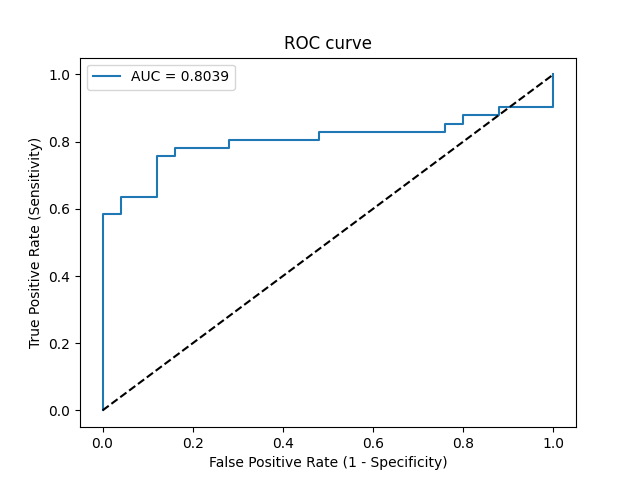 ROC curve
AUC = 0.8039
True Positive Rate (Sensitivity)
1.0
0.8
0.6
0.4
0.2
0.0
0.0 0.2 0.4 0.6 0.8 1.0
False Positive Rate (1 - Specificity)